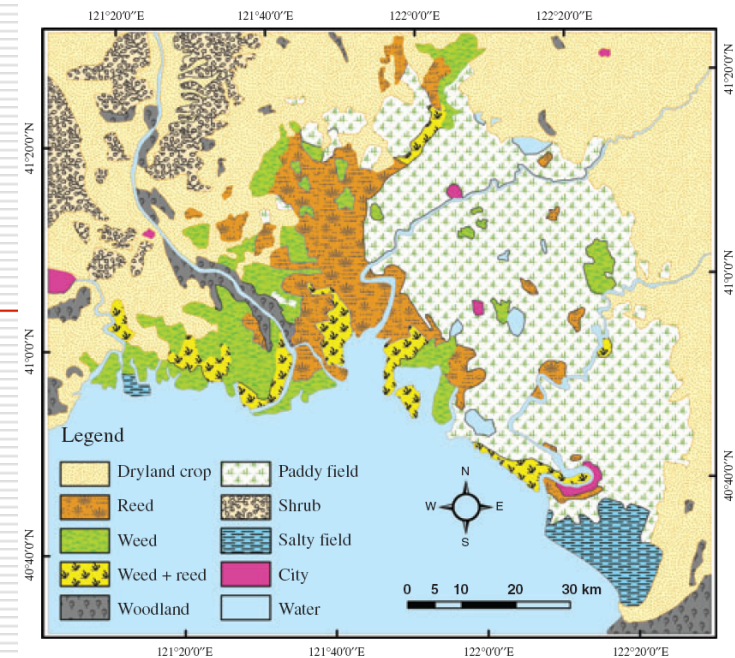 121°20′0″E 121°40′0″E 122°0′0″E 122°20′0″E
41°20′0″N
41°0′0″N
40°40′0″N
41°20′0″N
41°0′0″N
40°40′0″N
Legend
Dryland crop
Reed
Weed
Weed + reed
Woodland
Paddy field
Shrub
Salty field
City
Water
N
W E
S
0 5 10 20 30 km
121°20′0″E 121°40′0″E 122°0′0″E 122°20′0″E